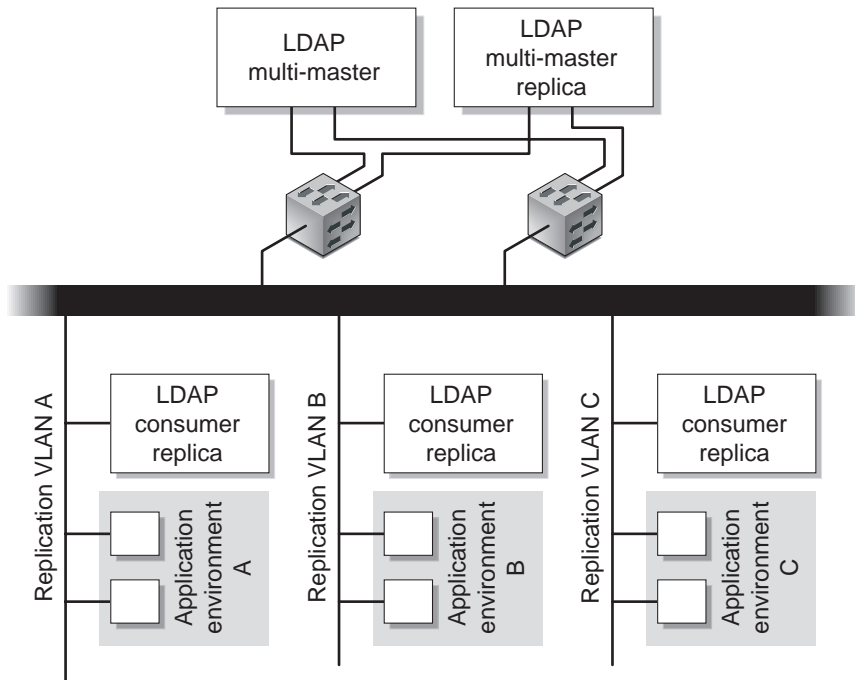 LDAP
multi-master
LDAP
multi-master
replica
Replication VLAN A
LDAP
consumer
replica
Application
environment
A
Replication VLAN B
LDAP
consumer
replica
Application
environment
B
Replication VLAN C
LDAP
consumer
replica
Application
environment
C